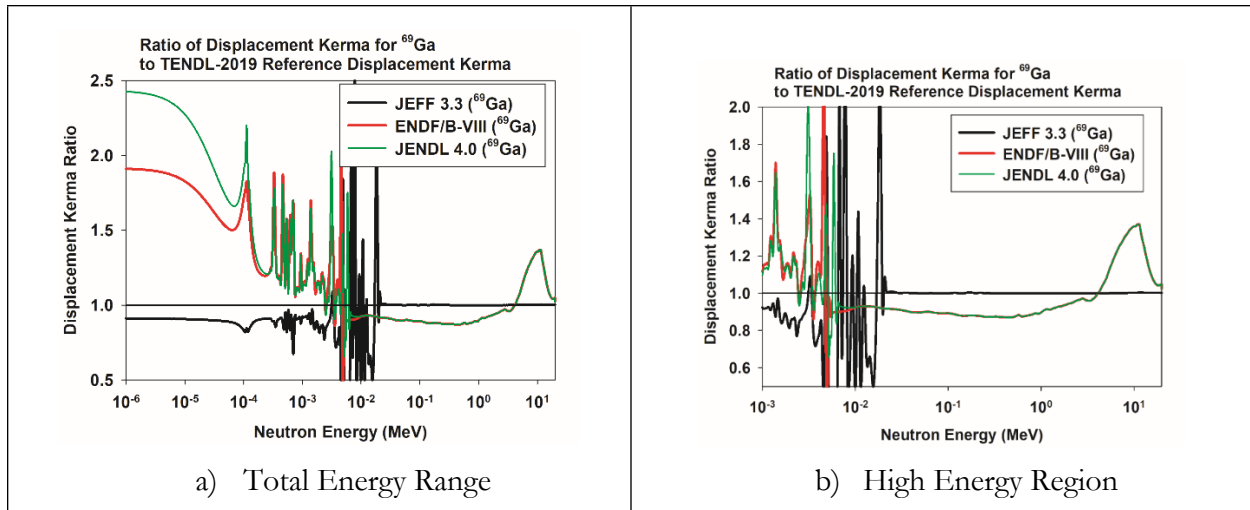 Ratio of Displacement Kerma for ⁶⁹Ga
to TENDL-2019 Reference Displacement Kerma
2.5
2.0
1.5
1.0
0.5
Displacement Kerma Ratio
JEFF 3.3 (⁶⁹Ga)
ENDF/B-VIII (⁶⁹Ga)
JENDL 4.0 (⁶⁹Ga)
10⁻⁶ 10⁻⁵ 10⁻⁴ 10⁻³ 10⁻² 10⁻¹ 10⁰ 10¹
Neutron Energy (MeV)
a) Total Energy Range
Ratio of Displacement Kerma for ⁶⁹Ga
to TENDL-2019 Reference Displacement Kerma
2.0
1.8
1.6
1.4
1.2
1.0
0.8
0.6
Displacement Kerma Ratio
JEFF 3.3 (⁶⁹Ga)
ENDF/B-VIII (⁶⁹Ga)
JENDL 4.0 (⁶⁹Ga)
10⁻³ 10⁻² 10⁻¹ 10⁰ 10¹
Neutron Energy (MeV)
b) High Energy Region